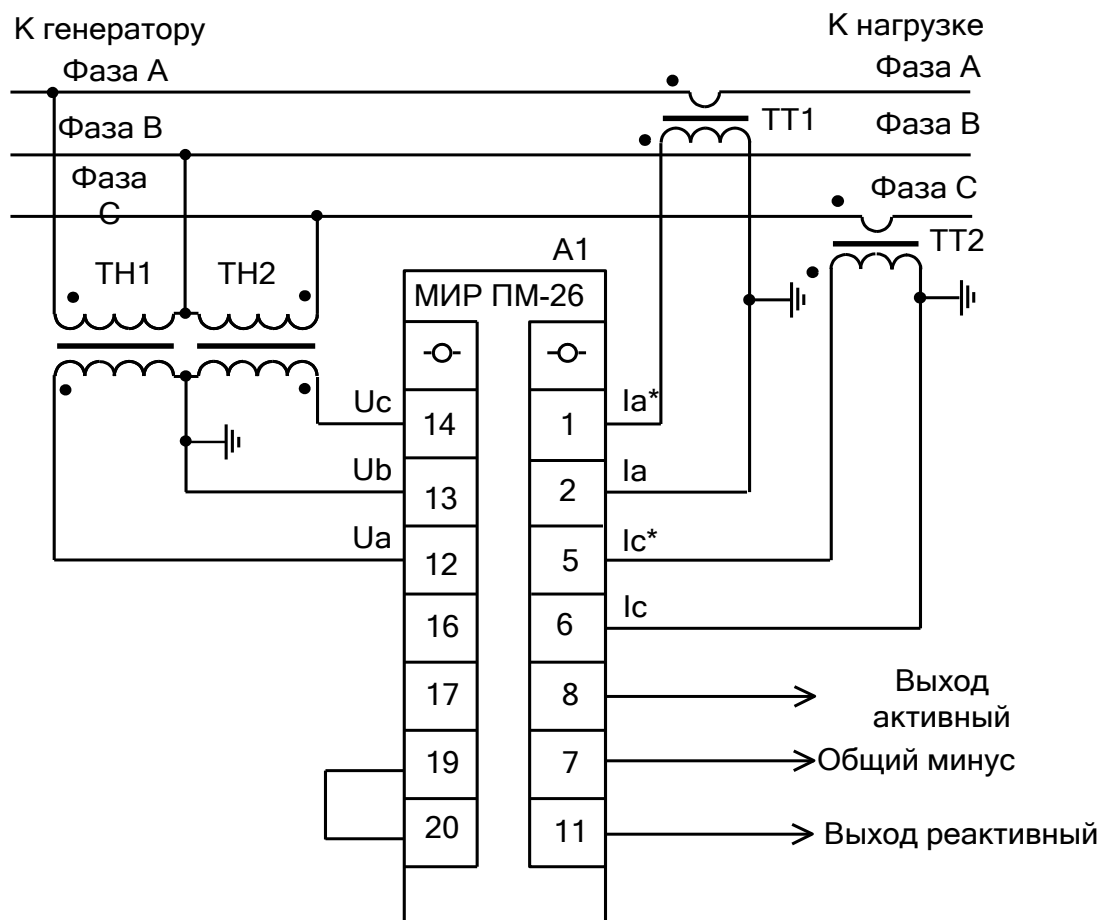 К генератору
К нагрузке
Фаза А
Фаза А
ТТ1
Фаза В
Фаза В
Фаза
С
Фаза С
ТТ2
А1
ТН1
ТН2
МИР ПМ-26
Uc
14
1
Ia*
Ub
13
2
Ia
Ua
12
5
Ic*
16
6
Ic
17
8
Выход
активный
19
7
Общий минус
20
11
Выход реактивный